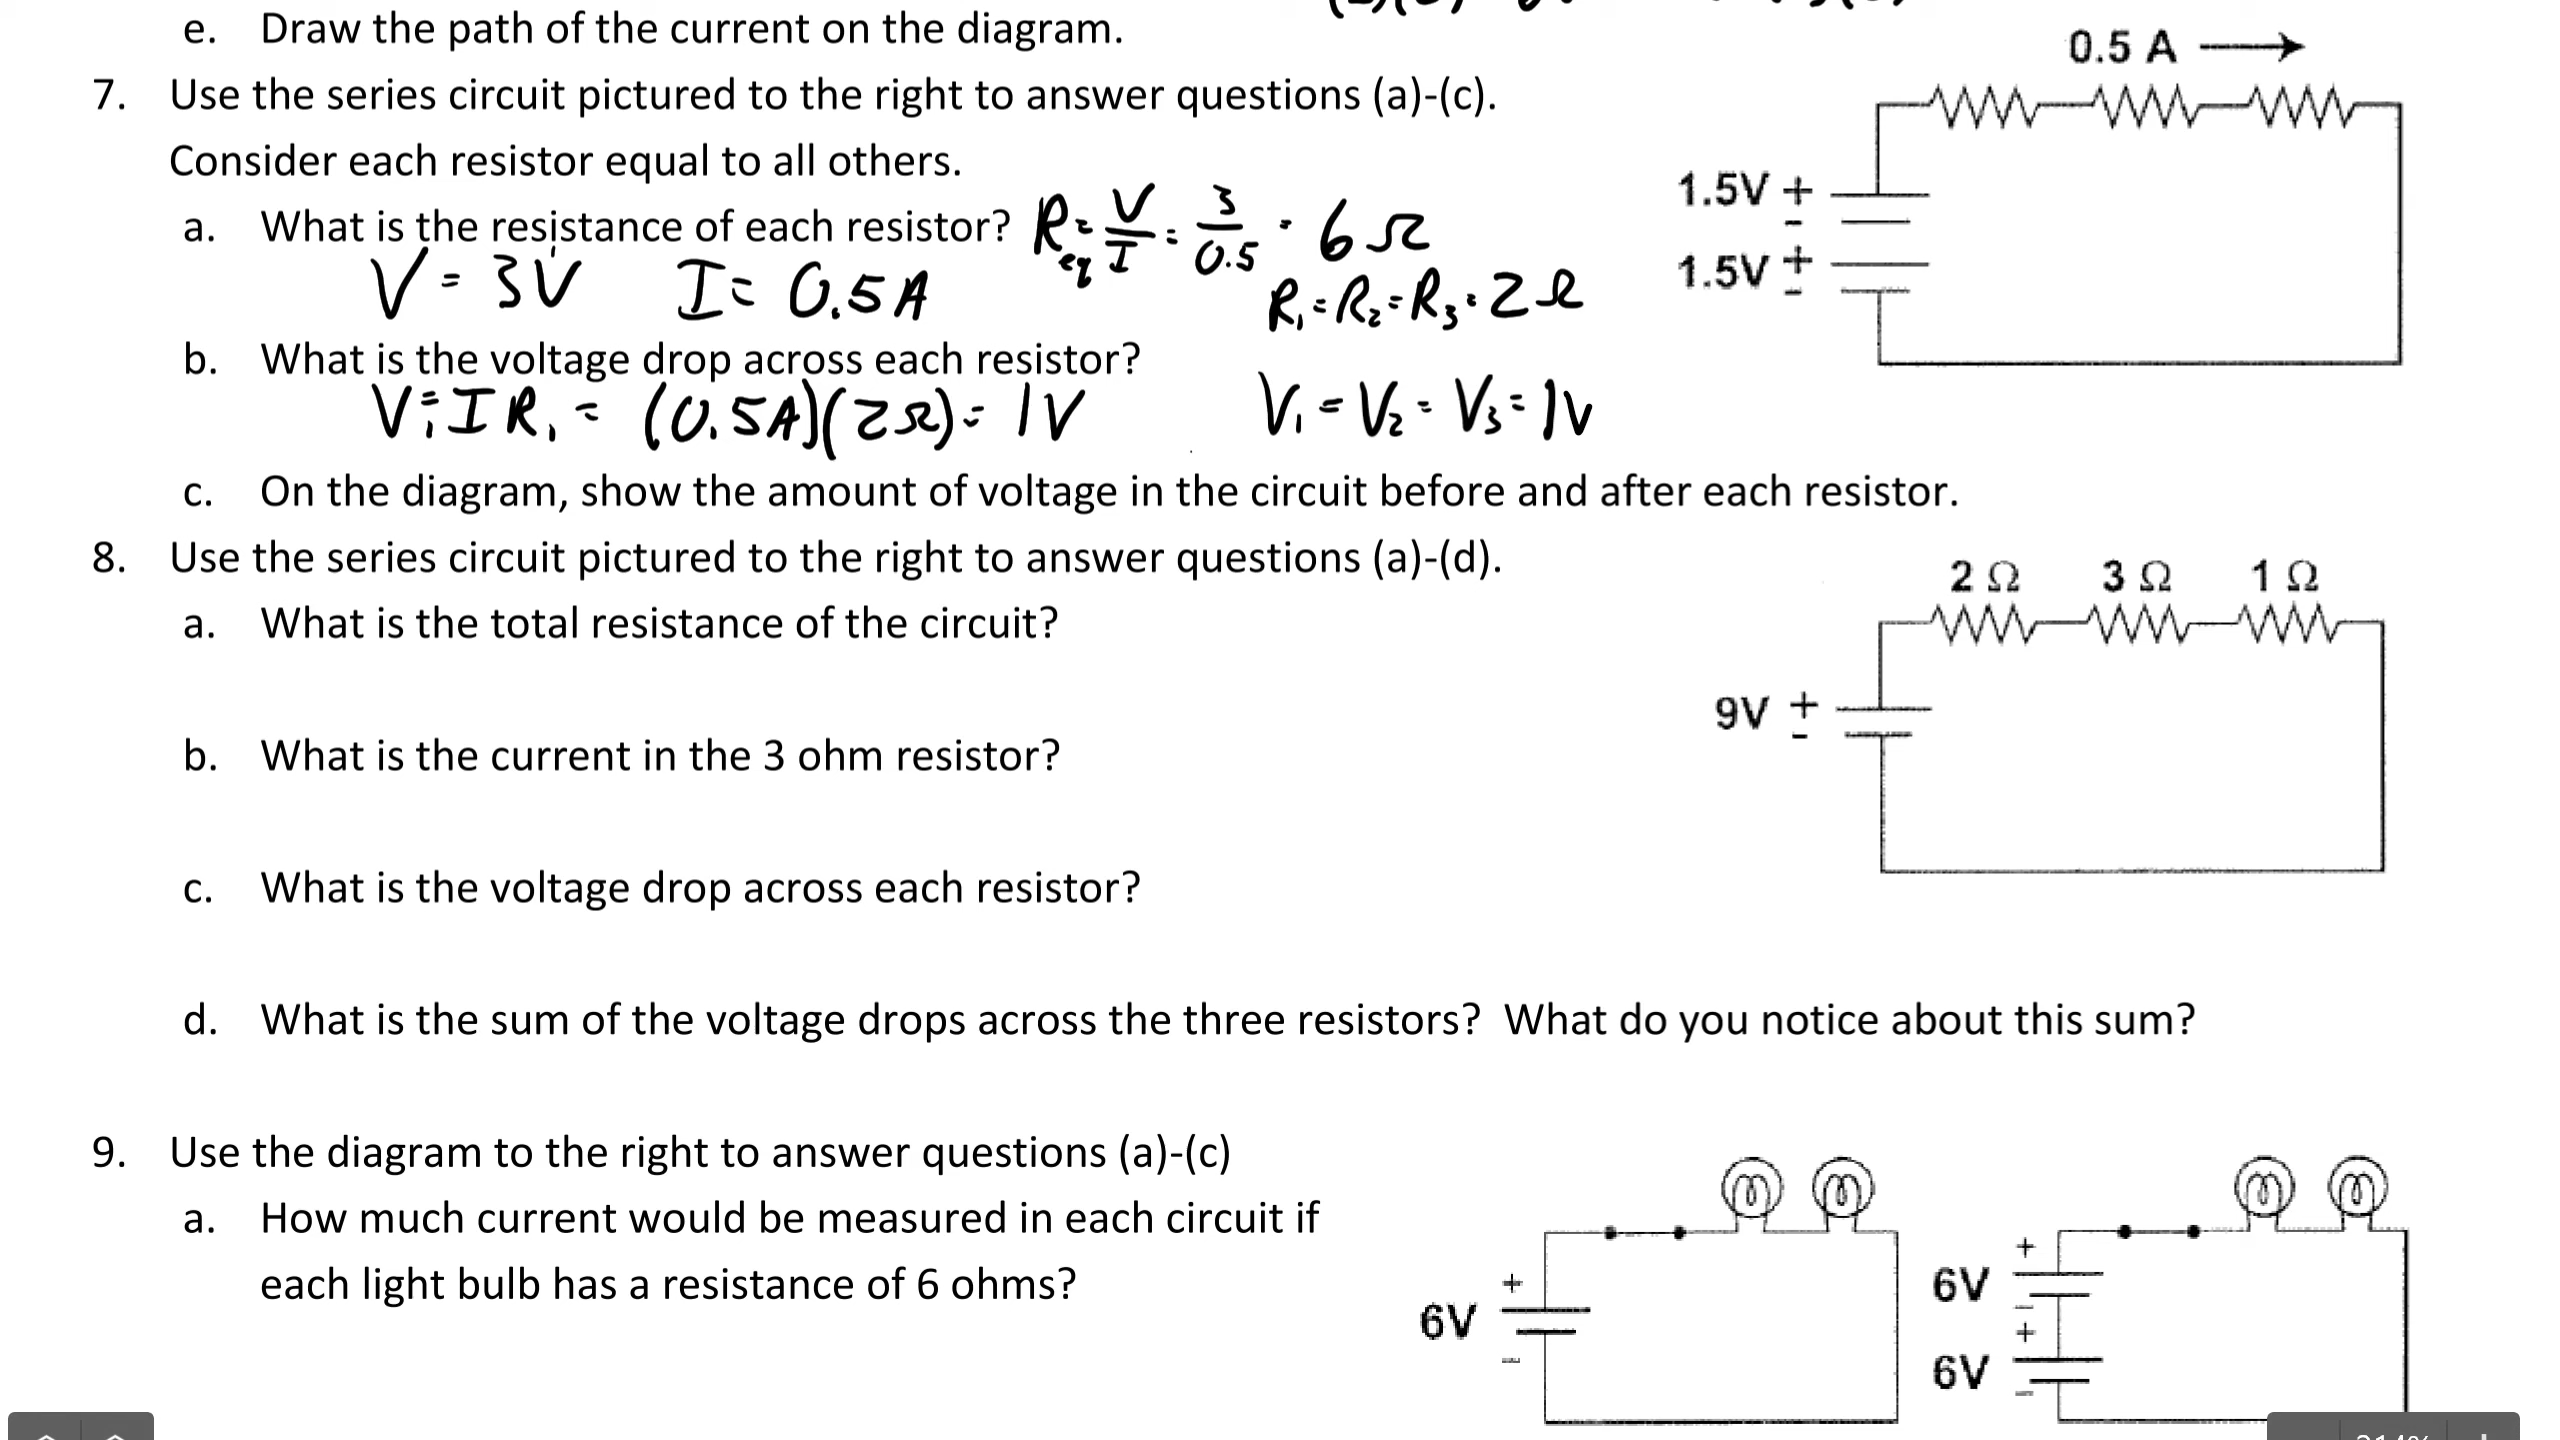 e. Draw the path of the current on the diagram.
0.5 A
7. Use the series circuit pictured to the right to answer questions (a)-(c).
Consider each resistor equal to all others.
1.5V + -
1.5V + -
a. What is the resistance of each resistor? Req = V/I = 3/0.5 = 6 Ω
V = 3V I = 0.5A R₁ = R₂ = R₃ = 2 Ω
b. What is the voltage drop across each resistor?
V₁ = I R₁ = (0.5A)(2Ω) = 1V V₁ = V₂ = V₃ = 1V
c. On the diagram, show the amount of voltage in the circuit before and after each resistor.
8. Use the series circuit pictured to the right to answer questions (a)-(d).
2 Ω 3 Ω 1 Ω
a. What is the total resistance of the circuit?
9V + -
b. What is the current in the 3 ohm resistor?
c. What is the voltage drop across each resistor?
d. What is the sum of the voltage drops across the three resistors? What do you notice about this sum?
9. Use the diagram to the right to answer questions (a)-(c)
a. How much current would be measured in each circuit if
each light bulb has a resistance of 6 ohms?
6V + -
6V + -
6V + -